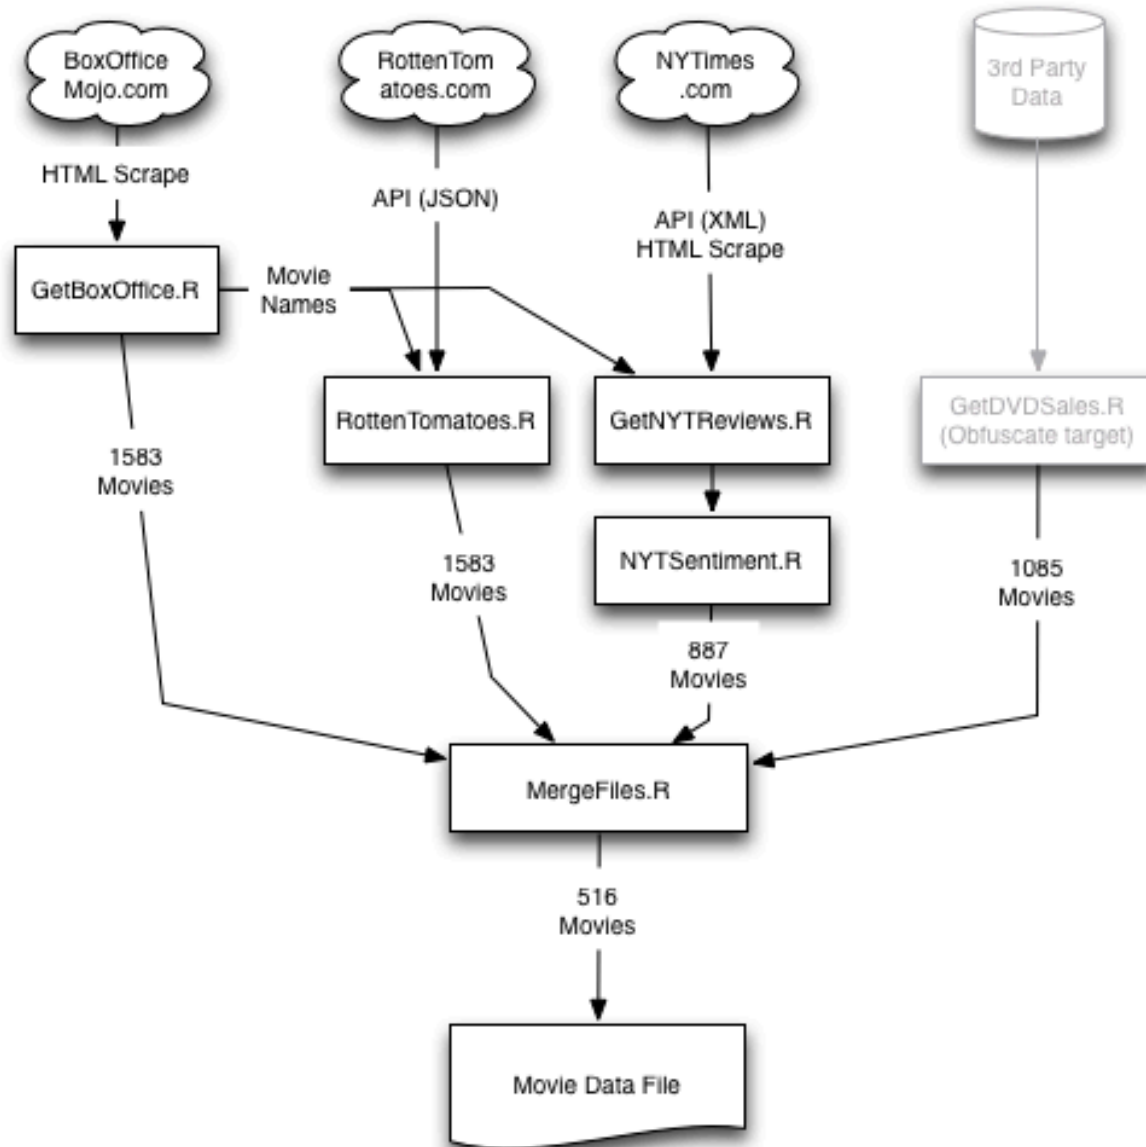 BoxOffice
Mojo.com
RottenTom
atoes.com
NYTimes
.com
3rd Party
Data
HTML Scrape
API (JSON)
API (XML)
HTML Scrape
GetBoxOffice.R
Movie
Names
RottenTomatoes.R
GetNYTReviews.R
GetDVDSales.R
(Obfuscate target)
1583
Movies
1583
Movies
NYTSentiment.R
1085
Movies
887
Movies
MergeFiles.R
516
Movies
Movie Data File